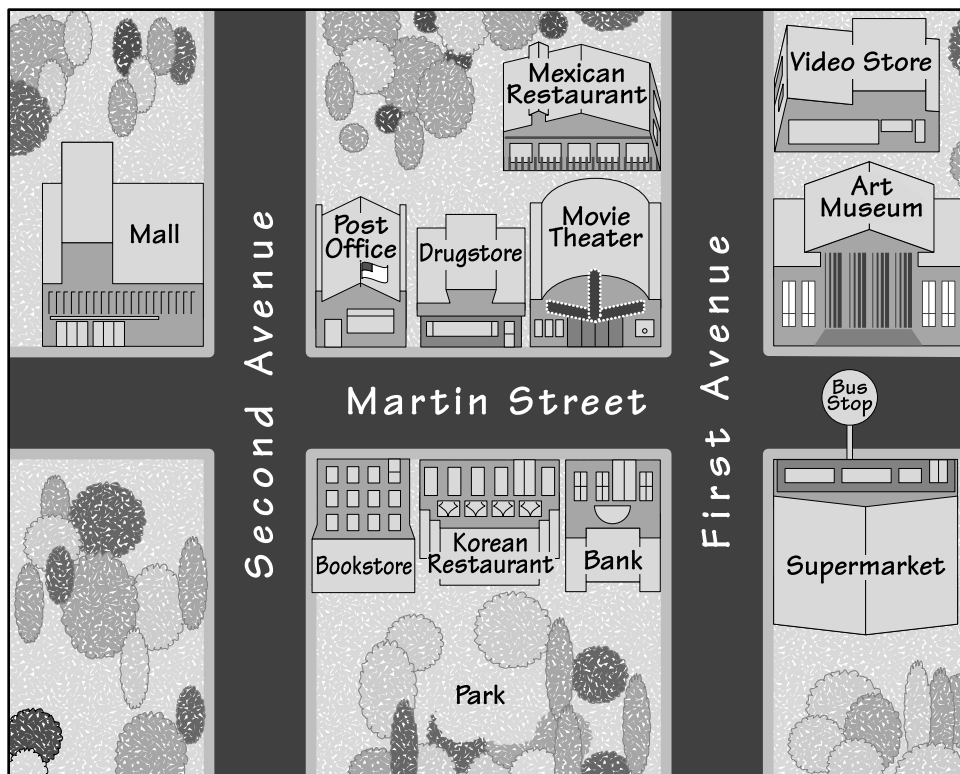 Mexican
Restaurant
Video Store
Art
Museum
Mall
Post
Office
Drugstore
Movie
Theater
Second Avenue
First Avenue
Martin Street
Bus
Stop
Bookstore
Korean
Restaurant
Bank
Supermarket
Park